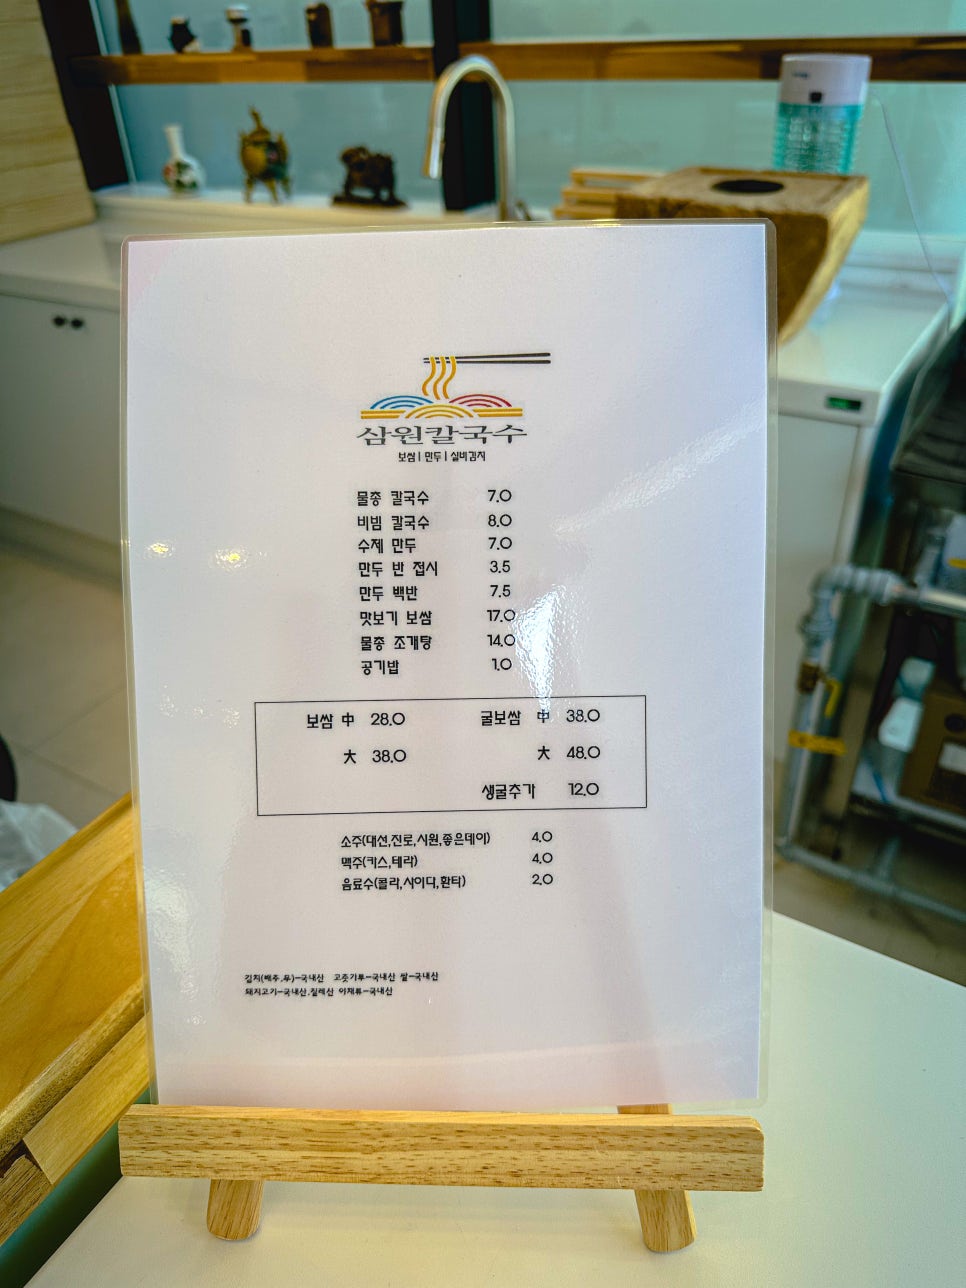 삼원칼국수
보쌈 | 만두 | 실비김치
물총 칼국수 7.0
비빔 칼국수 8.0
수제 만두 7.0
만두 반 접시 3.5
만두 백반 7.5
맛보기 보쌈 17.0
물총 조개탕 14.0
공기밥 1.0
보쌈 中 28.0 굴보쌈 中 38.0
大 38.0 大 48.0
생굴추가 12.0
소주(대선,진로,시원,좋은데이) 4.0
맥주(카스,테라) 4.0
음료수(콜라,사이다,환타) 2.0
김치(배추,무)-국내산 고춧가루-국내산 쌀-국내산
돼지고기-국내산,칠레산 야채류-국내산